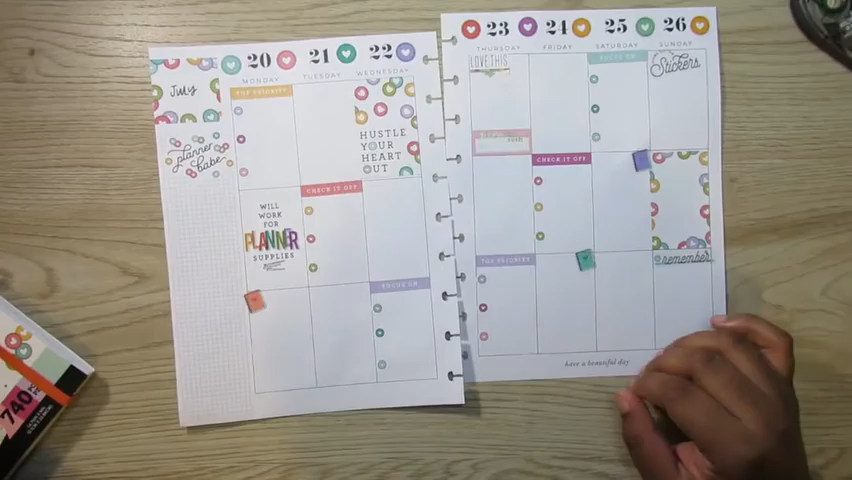 20 21 22
MONDAY TUESDAY WEDNESDAY
July
planner
babe
TOP PRIORITY
HUSTLE
YOUR
HEART
OUT
CHECK IT OFF
WILL
WORK
FOR
PLANNER
SUPPLIES
FOCUS ON
23 24 25 26
THURSDAY FRIDAY SATURDAY SUNDAY
LOVE THIS
FOCUS ON
Stickers
rush
CHECK IT OFF
TOP PRIORITY
remember
have a beautiful day
740